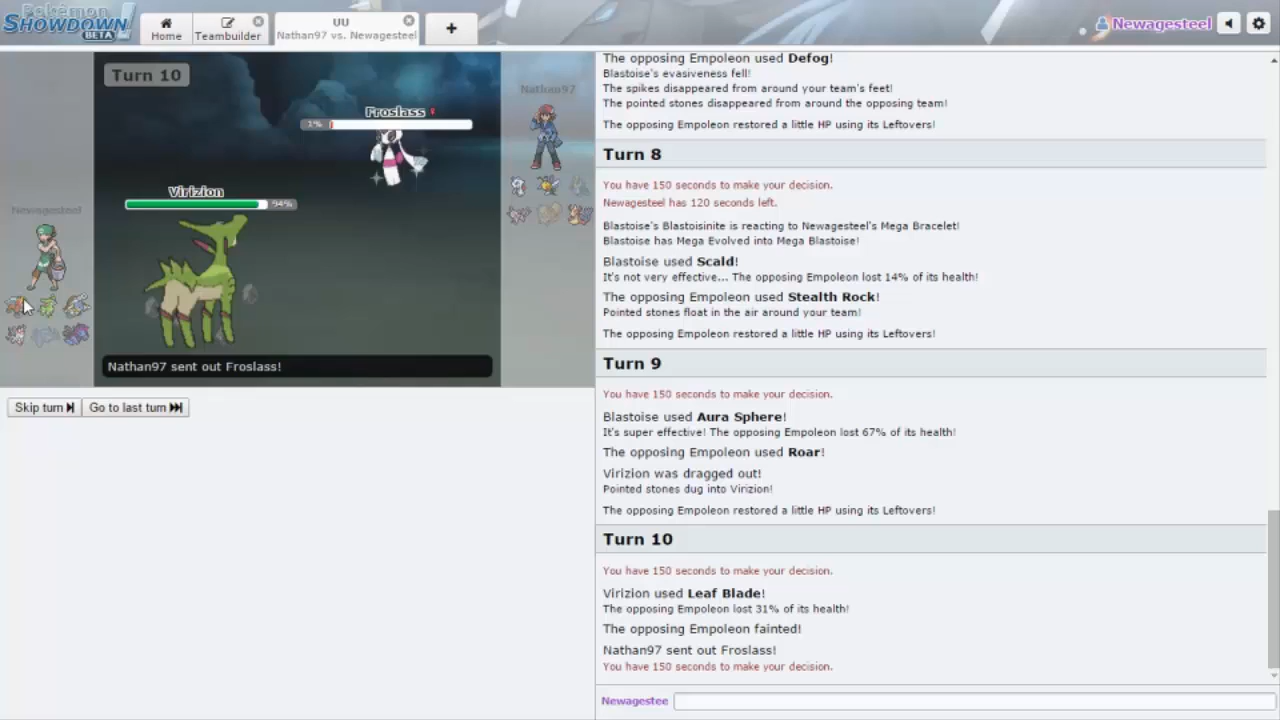 Pokémon
SHOWDOWN
BETA
Home
Teambuilder
UU
Nathan97 vs. Newagesteel
+
Newagesteel
Turn 10
Froslass
1%
Virizion
94%
Nathan97 sent out Froslass!
Newagesteel
Nathan97
Skip turn
Go to last turn
The opposing Empoleon used Defog!
Blastoise's evasiveness fell!
The spikes disappeared from around your team's feet!
The pointed stones disappeared from around the opposing team!
The opposing Empoleon restored a little HP using its Leftovers!
Turn 8
You have 150 seconds to make your decision.
Newagesteel has 120 seconds left.
Blastoise's Blastoisinite is reacting to Newagesteel's Mega Bracelet!
Blastoise has Mega Evolved into Mega Blastoise!
Blastoise used Scald!
It's not very effective... The opposing Empoleon lost 14% of its health!
The opposing Empoleon used Stealth Rock!
Pointed stones float in the air around your team!
The opposing Empoleon restored a little HP using its Leftovers!
Turn 9
You have 150 seconds to make your decision.
Blastoise used Aura Sphere!
It's super effective! The opposing Empoleon lost 67% of its health!
The opposing Empoleon used Roar!
Virizion was dragged out!
Pointed stones dug into Virizion!
The opposing Empoleon restored a little HP using its Leftovers!
Turn 10
You have 150 seconds to make your decision.
Virizion used Leaf Blade!
The opposing Empoleon lost 31% of its health!
The opposing Empoleon fainted!
Nathan97 sent out Froslass!
You have 150 seconds to make your decision.
Newagestee